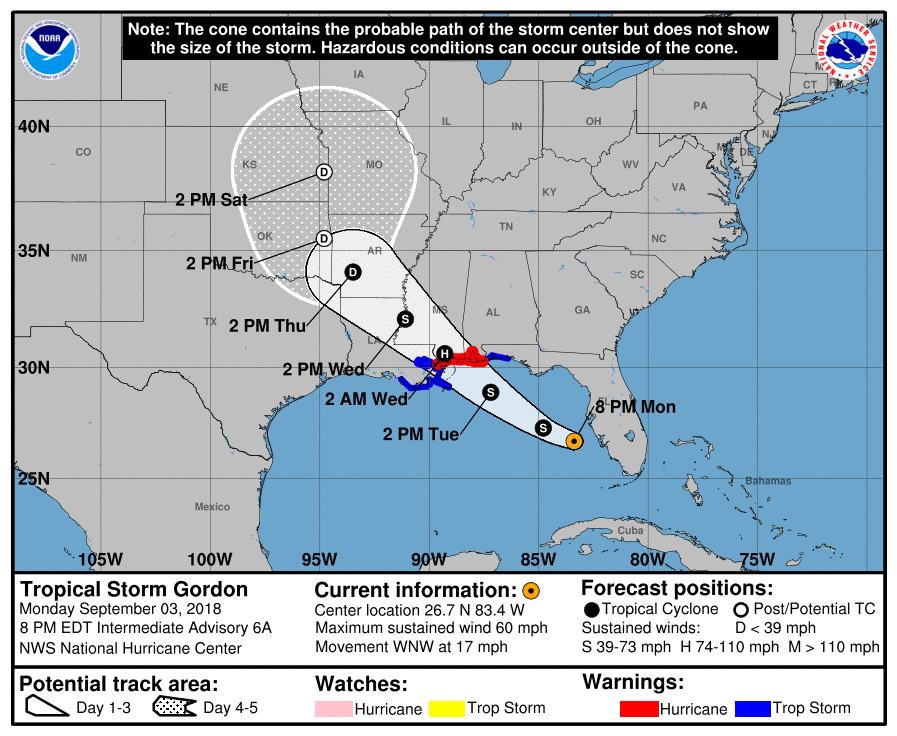 Note: The cone contains the probable path of the storm center but does not show
the size of the storm. Hazardous conditions can occur outside of the cone.
NOAA
NATIONAL WEATHER SERVICE
NE
IA
IL
IN
OH
PA
NJ
CT
40N
CO
KS
MO
WV
VA
DE
KY
2 PM Sat
D
OK
2 PM Fri
D
AR
TN
NC
35N
NM
D
MS
AL
GA
SC
2 PM Thu
TX
S
LA
2 PM Wed
H
30N
2 AM Wed
S
2 PM Tue
S
FL
8 PM Mon
25N
Mexico
Bahamas
Cuba
105W
100W
95W
90W
85W
80W
75W
Tropical Storm Gordon
Monday September 03, 2018
8 PM EDT Intermediate Advisory 6A
NWS National Hurricane Center
Current information:
Center location 26.7 N 83.4 W
Maximum sustained wind 60 mph
Movement WNW at 17 mph
Forecast positions:
Tropical Cyclone
Post/Potential TC
Sustained winds:
D < 39 mph
S 39-73 mph
H 74-110 mph
M > 110 mph
Potential track area:
Day 1-3
Day 4-5
Watches:
Hurricane
Trop Storm
Warnings:
Hurricane
Trop Storm